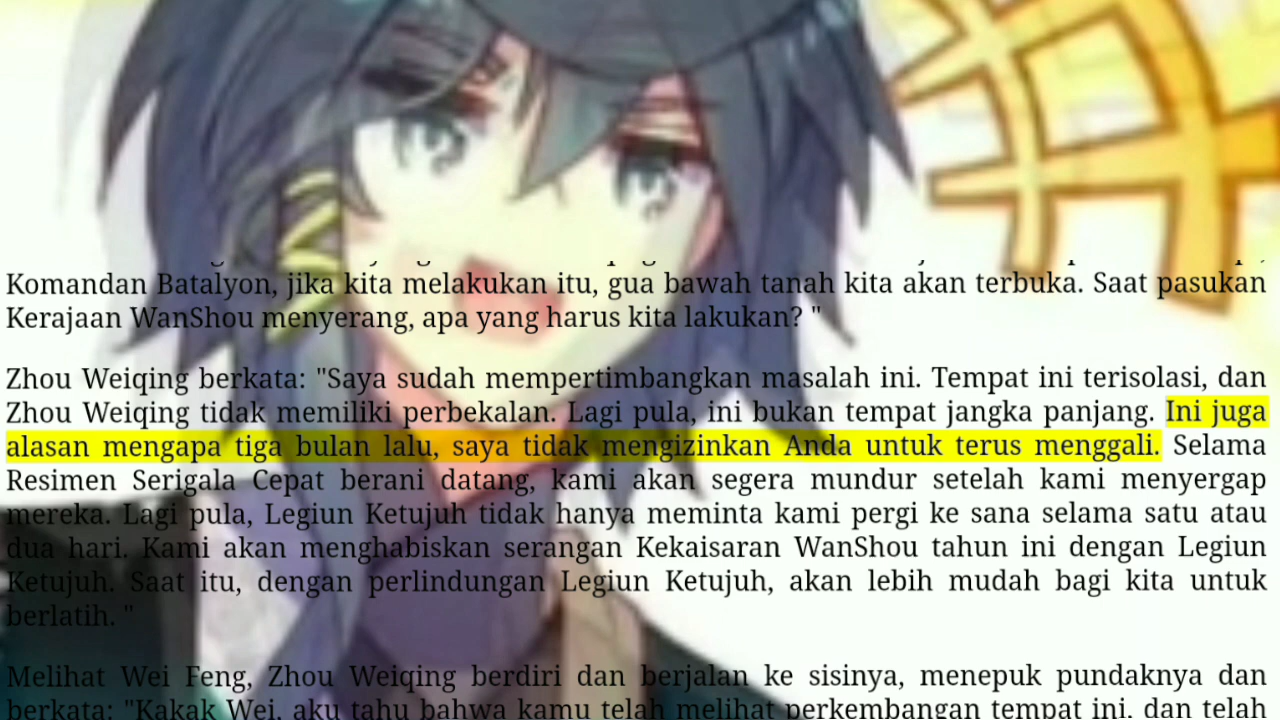 Komandan Batalyon, jika kita melakukan itu, gua bawah tanah kita akan terbuka. Saat pasukan
Kerajaan WanShou menyerang, apa yang harus kita lakukan? "
Zhou Weiqing berkata: "Saya sudah mempertimbangkan masalah ini. Tempat ini terisolasi, dan
Zhou Weiqing tidak memiliki perbekalan. Lagi pula, ini bukan tempat jangka panjang. Ini juga
alasan mengapa tiga bulan lalu, saya tidak mengizinkan Anda untuk terus menggali. Selama
Resimen Serigala Cepat berani datang, kami akan segera mundur setelah kami menyergap
mereka. Lagi pula, Legiun Ketujuh tidak hanya meminta kami pergi ke sana selama satu atau
dua hari. Kami akan menghabiskan serangan Kekaisaran WanShou tahun ini dengan Legiun
Ketujuh. Saat itu, dengan perlindungan Legiun Ketujuh, akan lebih mudah bagi kita untuk
berlatih. "
Melihat Wei Feng, Zhou Weiqing berdiri dan berjalan ke sisinya, menepuk pundaknya dan
berkata: "Kakak Wei, aku tahu bahwa kamu telah melihat perkembangan tempat ini, dan telah